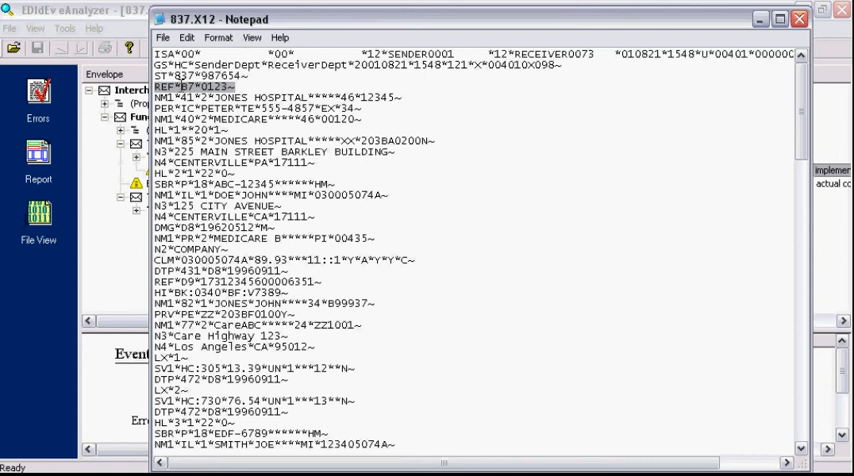 EDIdEv eAnalyzer - [837.
File View Tools
Errors
Report
File View
Envelope
Interch
(Prop
Fun
Event
Erro
Ready
implemen
actual co
837.X12 - Notepad
File Edit Format View Help
ISA*00* *00* *12*SENDER0001 *12*RECEIVER0073 *010821*1548*U*00401*000000
GS*HC*SenderDept*ReceiverDept*20010821*1548*121*X*004010X098~
ST*837*987654~
REF*B7*0123~
NM1*41*2*JONES HOSPITAL*****46*12345~
PER*IC*PETER*TE*555-4857*EX*34~
NM1*40*2*MEDICARE*****46*00120~
HL*1**20*1~
NM1*85*2*JONES HOSPITAL*****XX*203BA0200N~
N3*225 MAIN STREET BARKLEY BUILDING~
N4*CENTERVILLE*PA*17111~
HL*2*1*22*0~
SBR*P*18*ABC-12345******HM~
NM1*IL*1*DOE*JOHN****MI*030005074A~
N3*125 CITY AVENUE~
N4*CENTERVILLE*CA*17111~
DMG*D8*19620512*M~
NM1*PR*2*MEDICARE B*****PI*00435~
N2*COMPANY~
CLM*030005074A*89.93***11::1*Y*A*Y*Y*C~
DTP*431*D8*19960911~
REF*D9*17312345600006351~
HI*BK:0340*BF:V7389~
NM1*82*1*JONES*JOHN****34*B99937~
PRV*PE*ZZ*203BF0100Y~
NM1*77*2*CareABC*****24*ZZ1001~
N3*Care Highway 123~
N4*Los Angeles*CA*95012~
LX*1~
SV1*HC:305*13.39*UN*1***12**N~
DTP*472*D8*19960911~
LX*2~
SV1*HC:730*76.54*UN*1***13**N~
DTP*472*D8*19960911~
HL*3*1*22*0~
SBR*P*18*EDF-6789******HM~
NM1*IL*1*SMITH*JOE****MI*123405074A~